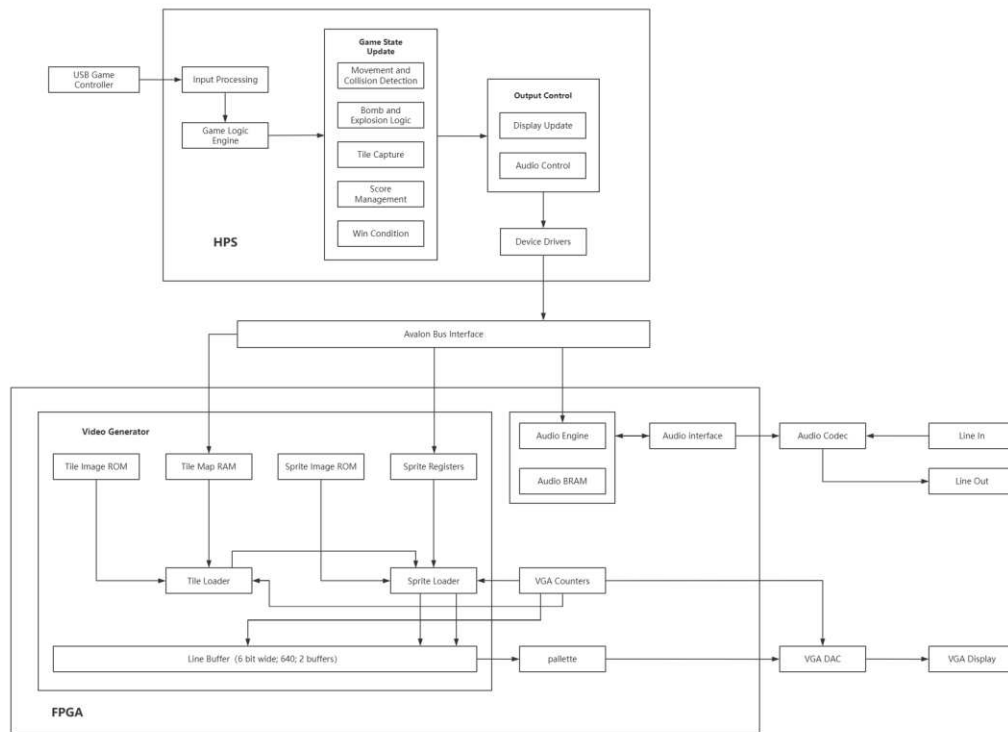 Game State
Update
USB Game
Controller
Input Processing
Movement and
Collision Detection
Output Control
Game Logic
Engine
Bomb and
Explosion Logic
Display Update
Tile Capture
Audio Control
Score
Management
HPS
Win Condition
Device Drivers
Avalon Bus Interface
Video Generator
Audio Engine
Audio interface
Audio Codec
Line In
Tile Image ROM
Tile Map RAM
Sprite Image ROM
Sprite Registers
Audio BRAM
Line Out
Tile Loader
Sprite Loader
VGA Counters
Line Buffer (6 bit wide; 640; 2 buffers)
pallette
VGA DAC
VGA Display
FPGA